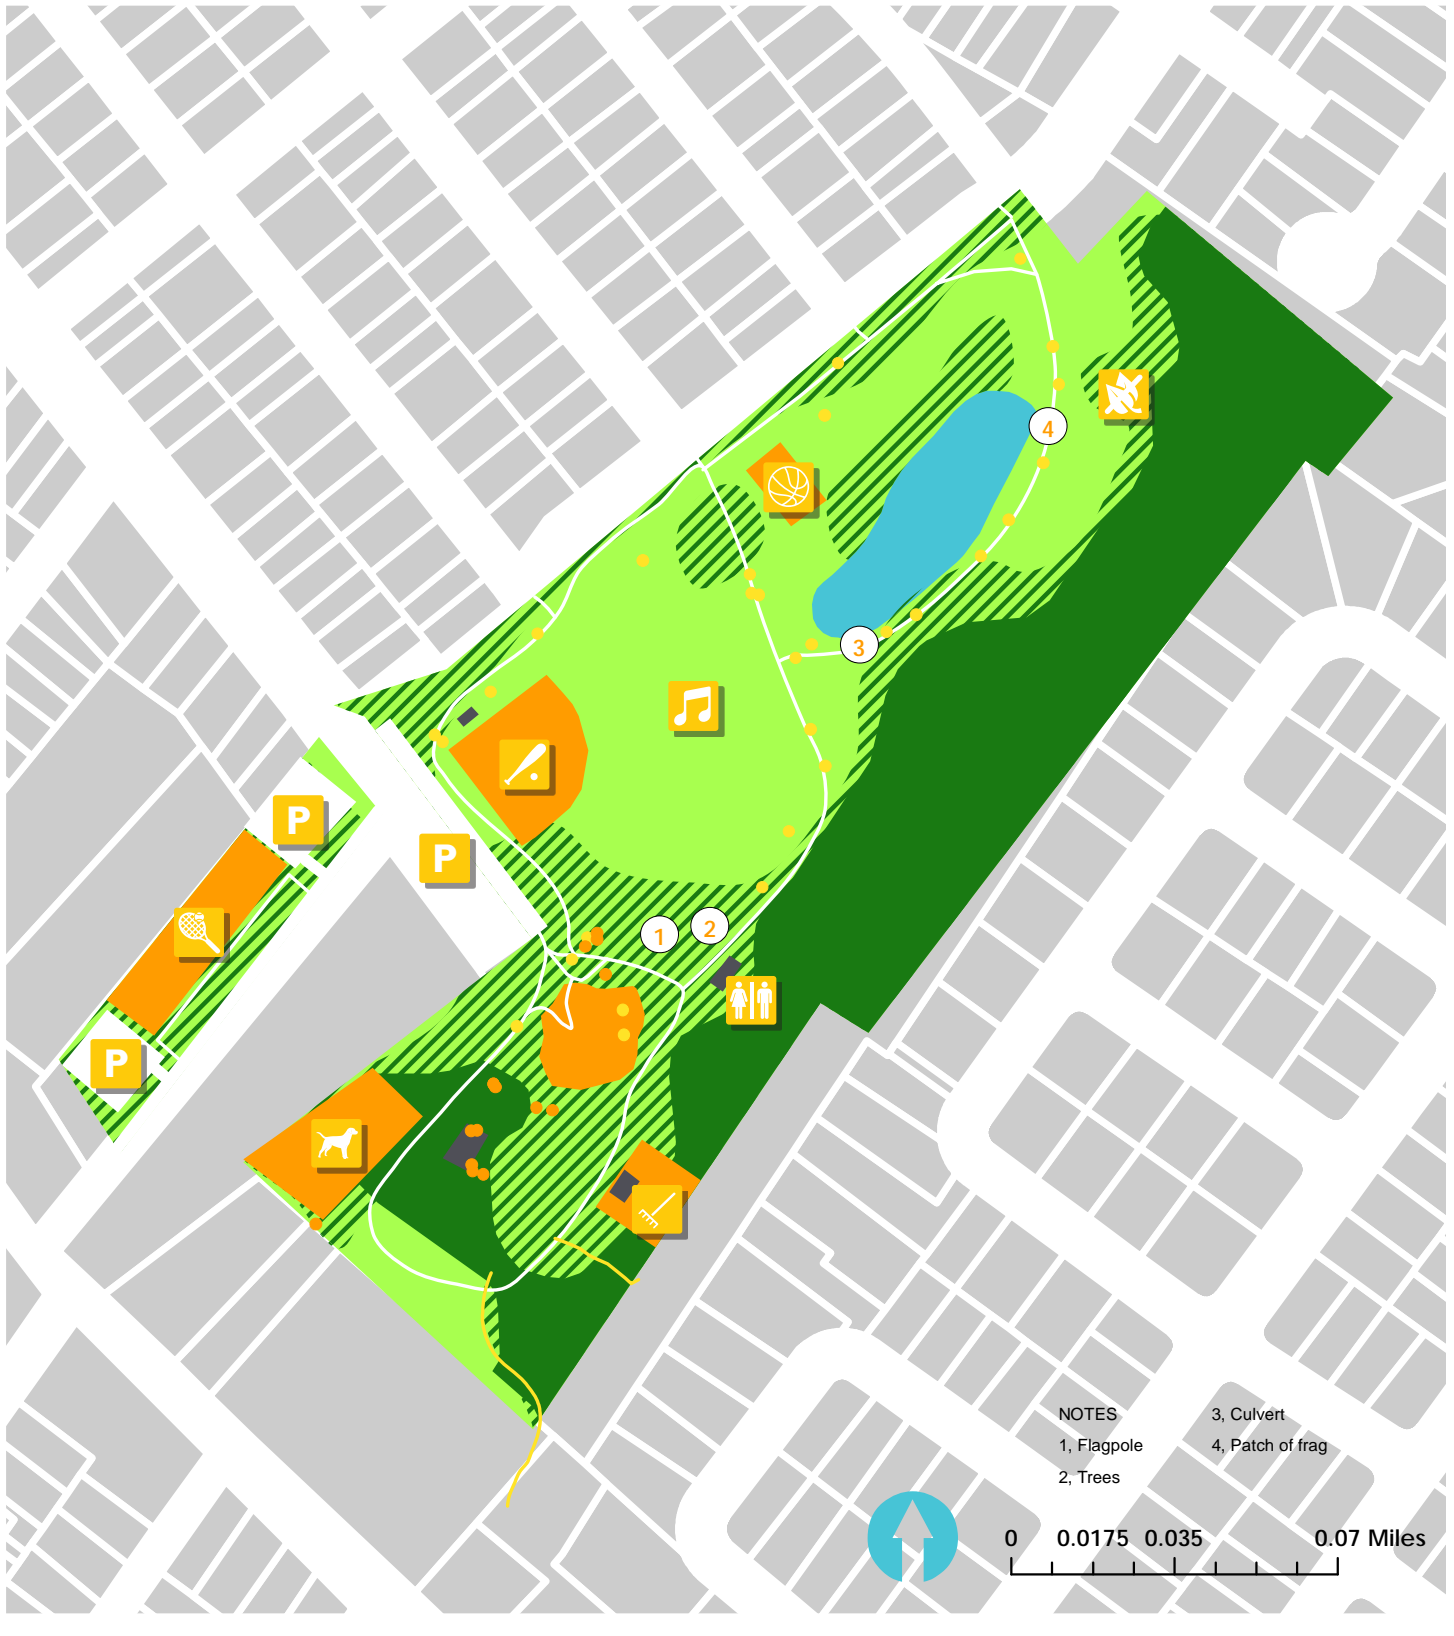 4
3
P
P
1
2
P
NOTES
3, Culvert
1, Flagpole
4, Patch of frag
2, Trees
0 0.0175 0.035 0.07 Miles